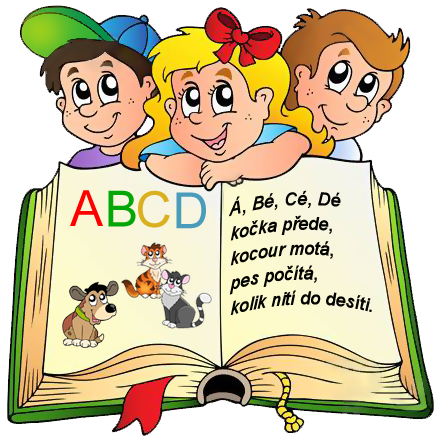 ABCD
Á, Bé, Cé, Dé
kočka přede,
kocour motá,
pes počítá,
kolik nití do desíti.